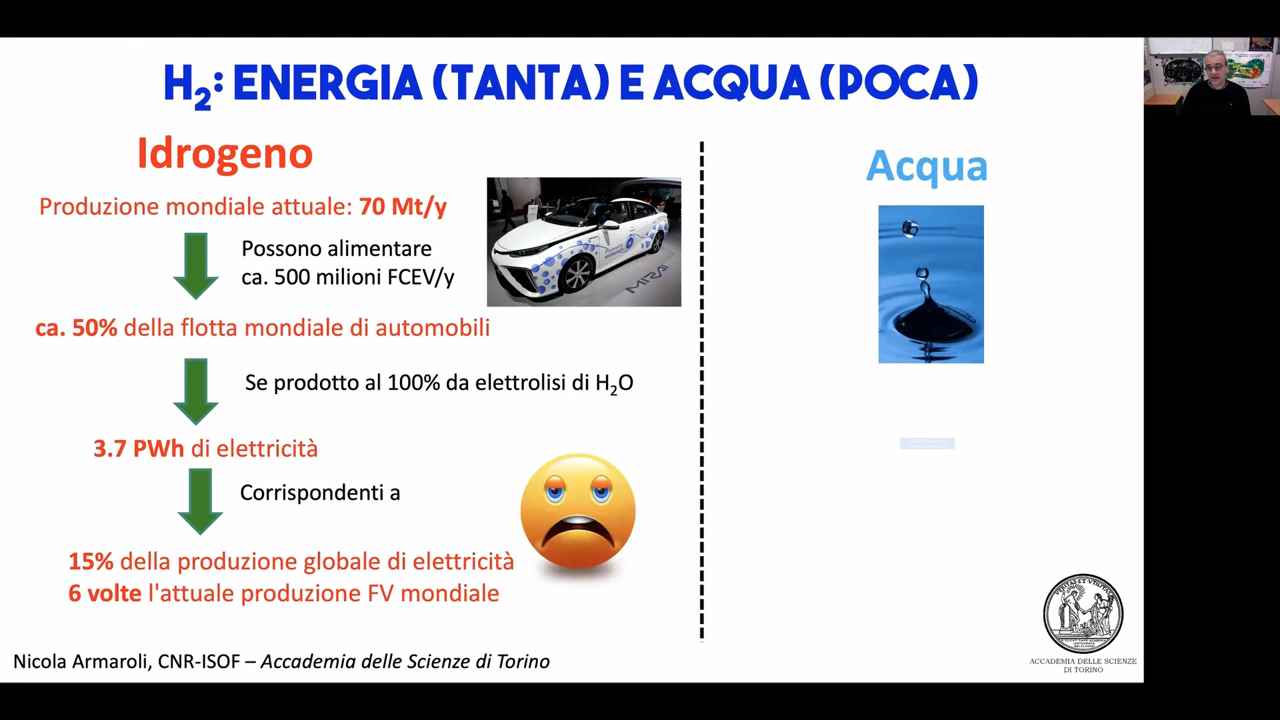 H2: ENERGIA (TANTA) E ACQUA (POCA)
Idrogeno
Produzione mondiale attuale: 70 Mt/y
Possono alimentare
ca. 500 milioni FCEV/y
MIRAI
ca. 50% della flotta mondiale di automobili
Se prodotto al 100% da elettrolisi di H2O
3.7 PWh di elettricità
Corrispondenti a
15% della produzione globale di elettricità
6 volte l'attuale produzione FV mondiale
Acqua
Nicola Armaroli, CNR-ISOF – Accademia delle Scienze di Torino
ACCADEMIA DELLE SCIENZE
DI TORINO